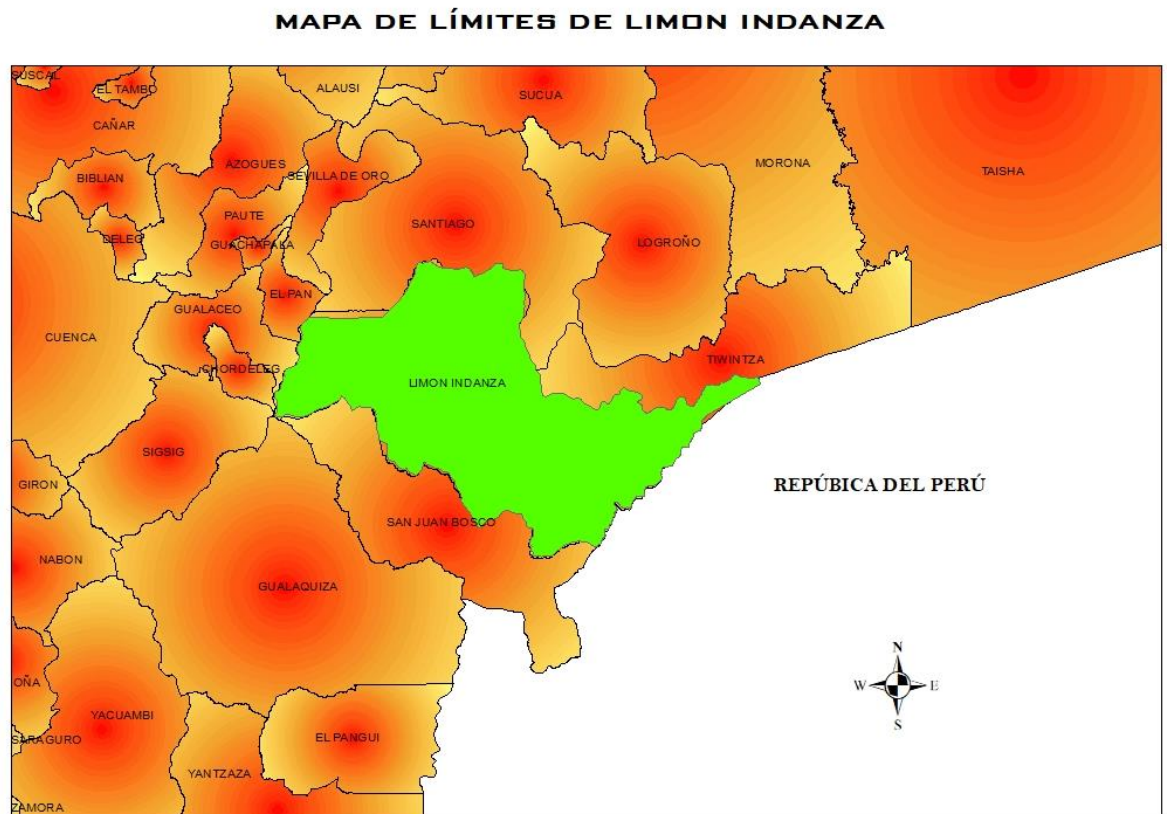 MAPA DE LÍMITES DE LIMON INDANZA
SUSCAL
EL TAMBO
ALAUSI
SUCUA
CAÑAR
AZOGUES
MORONA
TAISHA
BIBLIAN
SEVILLA DE ORO
PAUTE
SANTIAGO
DELEG
GUACHAPALA
LOGROÑO
EL PAN
GUALACEO
CUENCA
TIWINTZA
CHORDELEG
LIMON INDANZA
SIGSIG
GIRON
REPÚBICA DEL PERÚ
SAN JUAN BOSCO
NABON
GUALAQUIZA
N
W
E
S
OÑA
YACUAMBI
SARAGURO
EL PANGUI
YANTZAZA
ZAMORA